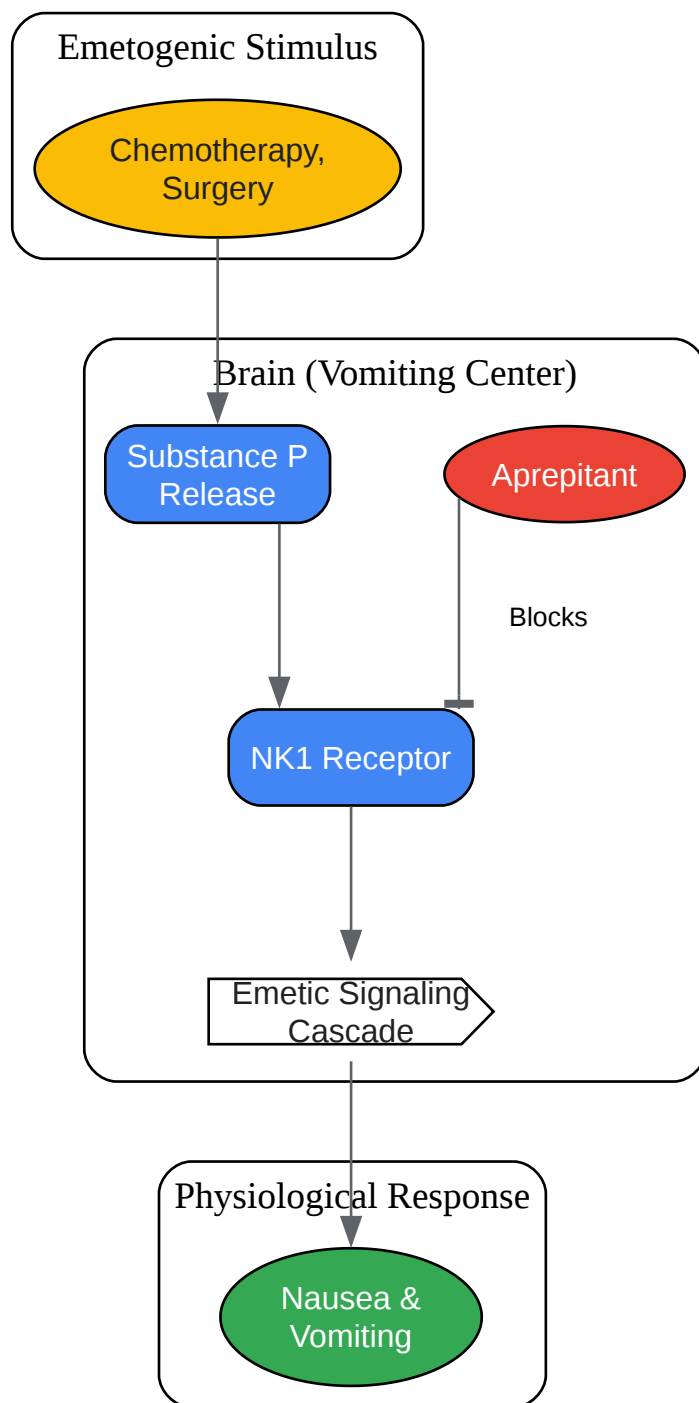 Emetogenic Stimulus
Chemotherapy,
Surgery
Brain (Vomiting Center)
Substance P
Release
Aprepitant
Blocks
NK1 Receptor
Emetic Signaling
Cascade
Physiological Response
Nausea &
Vomiting